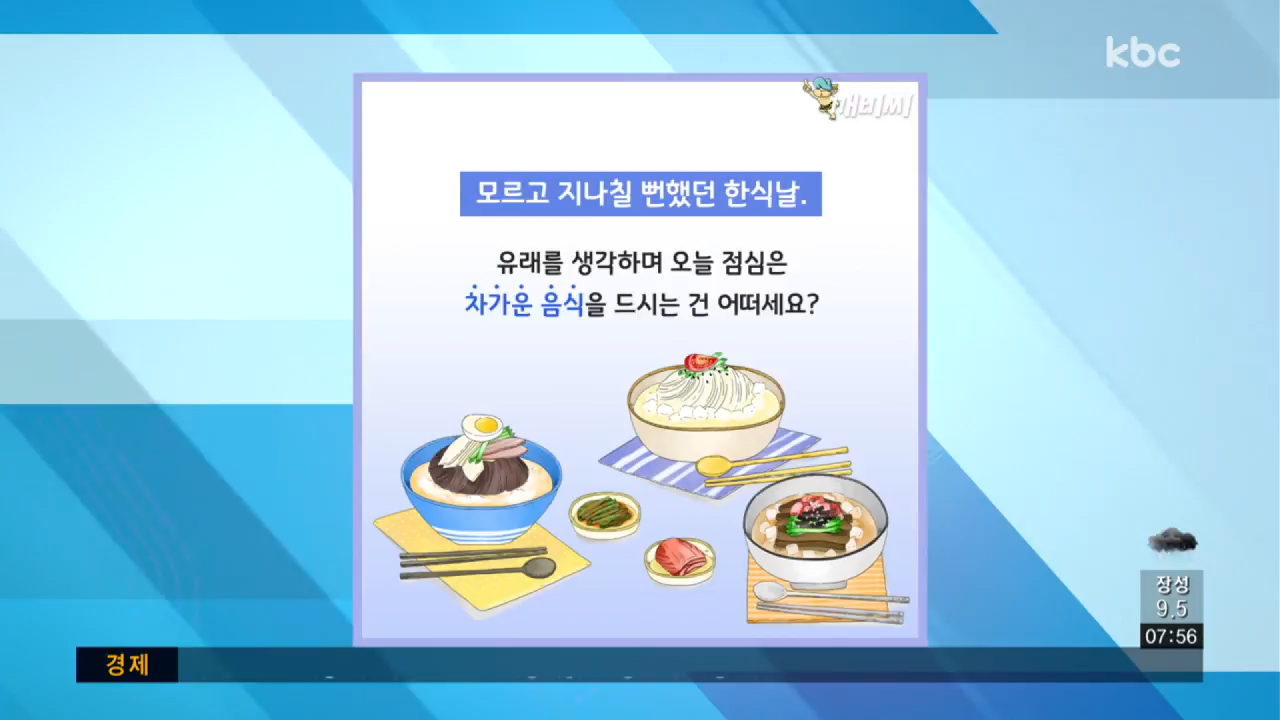 kbc
깨비씨
모르고 지나칠 뻔했던 한식날.
유래를 생각하며 오늘 점심은
차가운 음식을 드시는 건 어떠세요?
장성
9.5
07:56
경제